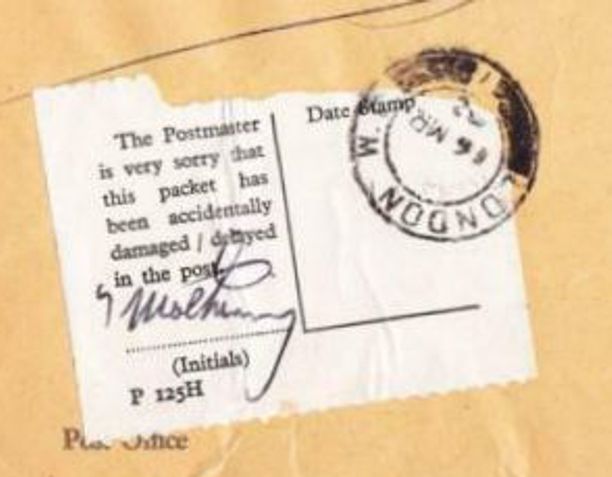 The Postmaster
is very sorry that
this packet has
been accidentally
damaged / delayed
in the post.
(Initials)
P 125H
Date Stamp
LONDON
Post Office